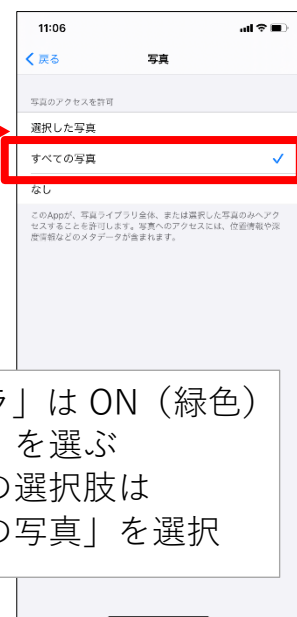 11:06
戻る
写真
写真のアクセスを許可
選択した写真
すべての写真
なし
このAppが、写真ライブラリ全体、または選択した写真のみへアク
セスすることを許可します。写真へのアクセスには、位置情報や深
度情報などのメタデータが含まれます。
ラ」は ON（緑色）
」を選ぶ
の選択肢は
の写真」を選択